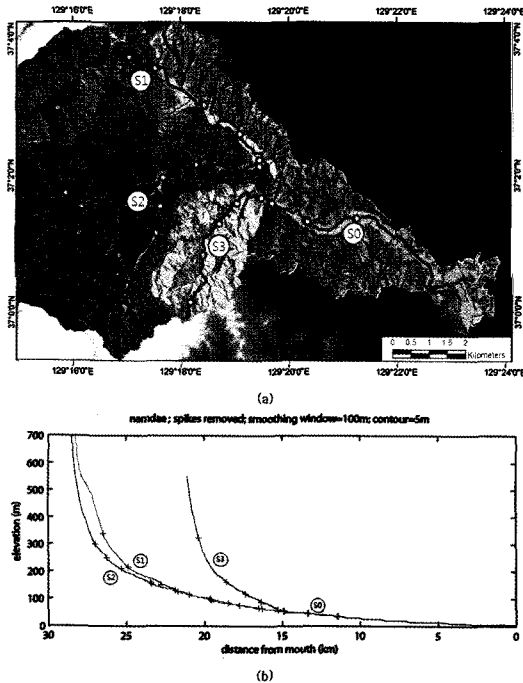 129°16'0"E 129°18'0"E 129°20'0"E 129°22'0"E 129°24'0"E
37°4'0"N 37°4'0"N
S1
37°2'0"N 37°2'0"N
S2
S3 S0
37°0'0"N 37°0'0"N
0 0.5 1 1.5 2
Kilometers
129°16'0"E 129°18'0"E 129°20'0"E 129°22'0"E 129°24'0"E
(a)
namdae ; spikes removed; smoothing window=100m; contour=5m
700
600
500
400
300
200
100
0
elevation (m)
S1
S2
S3
S0
30 25 20 15 10 5 0
distance from mouth (km)
(b)